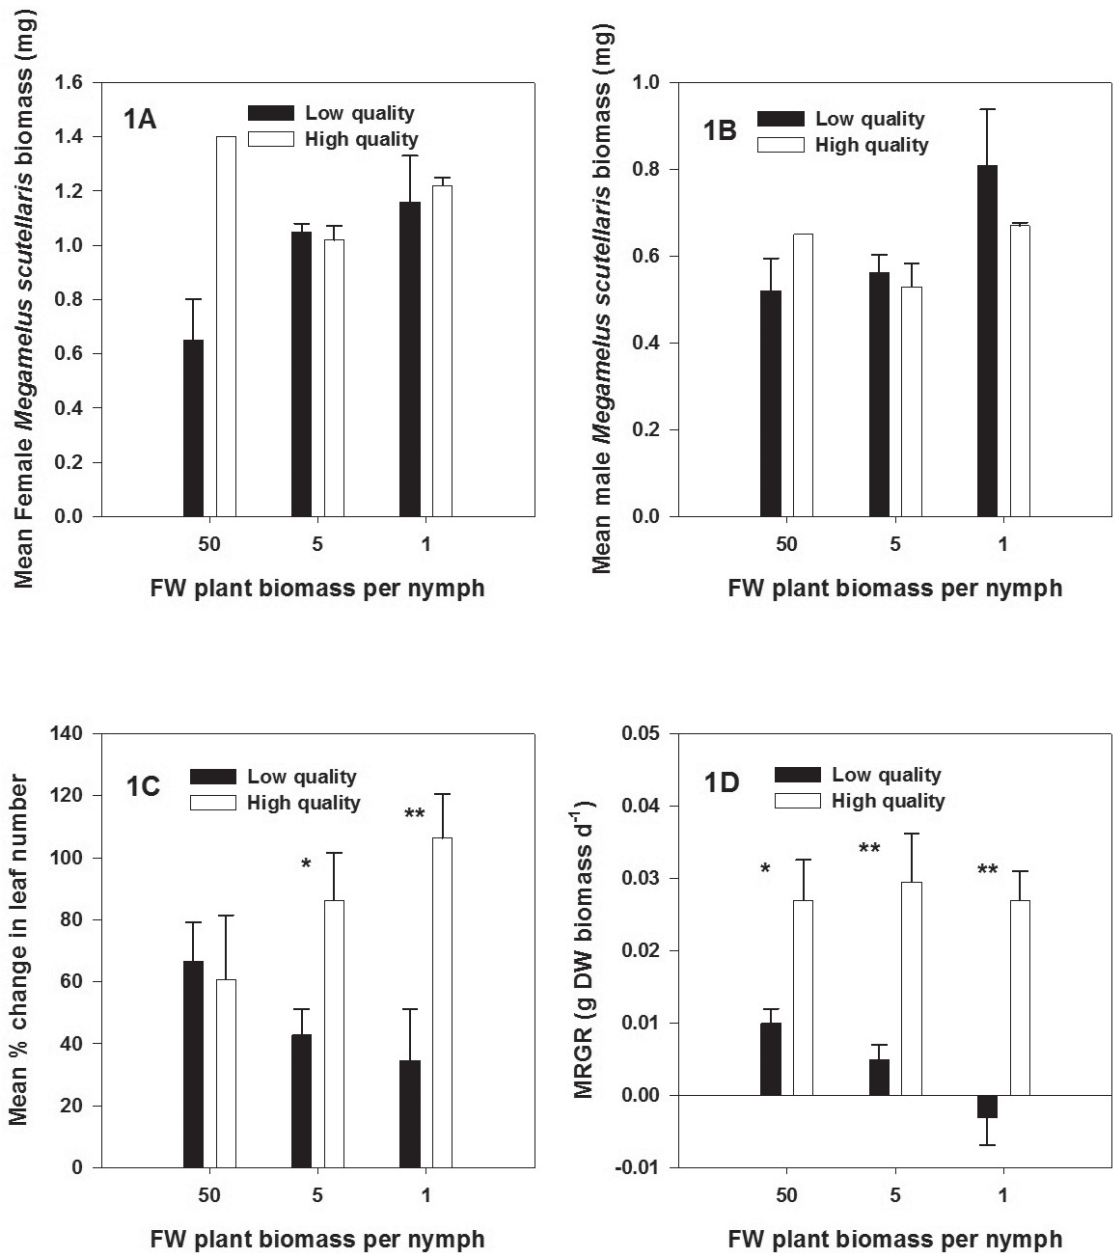 Mean Female Megamelus scutellaris biomass (mg)
1.6
1.4
1.2
1.0
0.8
0.6
0.4
0.2
0.0
1A
Low quality
High quality
50 5 1
FW plant biomass per nymph
Mean male Megamelus scutellaris biomass (mg)
1.0
0.8
0.6
0.4
0.2
0.0
1B
Low quality
High quality
50 5 1
FW plant biomass per nymph
Mean % change in leaf number
140
120
100
80
60
40
20
0
1C
Low quality
High quality
*
**
50 5 1
FW plant biomass per nymph
MRGR (g DW biomass d⁻¹)
0.05
0.04
0.03
0.02
0.01
0.00
-0.01
1D
Low quality
High quality
*
**
**
50 5 1
FW plant biomass per nymph